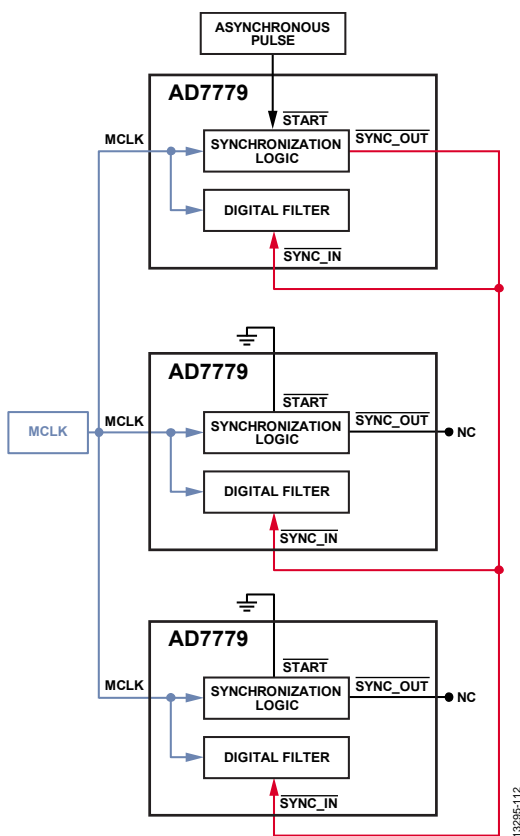 ASYNCHRONOUS
PULSE
AD7779
START
MCLK
SYNCHRONIZATION
LOGIC
SYNC_OUT
DIGITAL FILTER
SYNC_IN
AD7779
START
MCLK
MCLK
SYNCHRONIZATION
LOGIC
SYNC_OUT
NC
DIGITAL FILTER
SYNC_IN
AD7779
START
MCLK
SYNCHRONIZATION
LOGIC
SYNC_OUT
NC
DIGITAL FILTER
SYNC_IN
13295-112